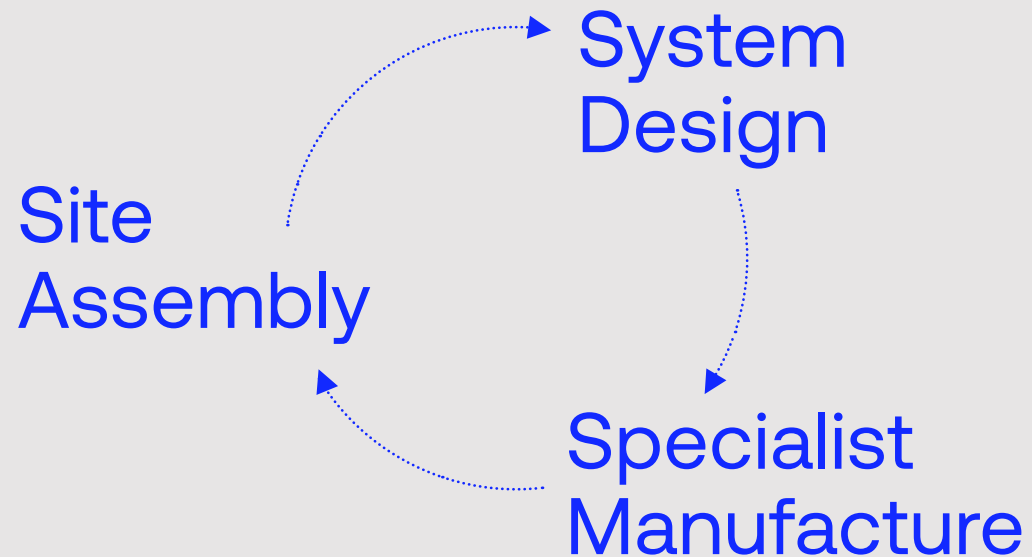 System
Design
Site
Assembly
Specialist
Manufacture